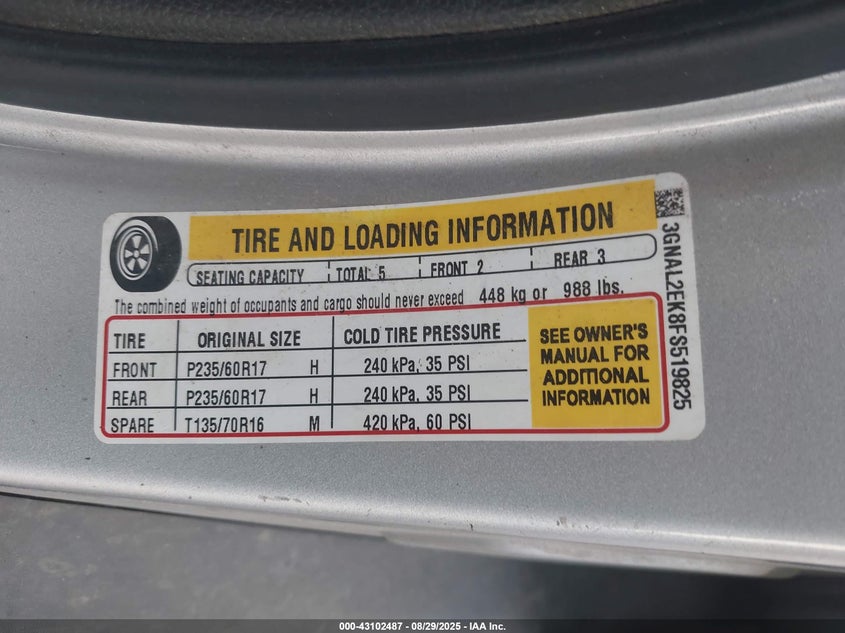 TIRE AND LOADING INFORMATION
SEATING CAPACITY TOTAL 5 FRONT 2 REAR 3
The combined weight of occupants and cargo should never exceed 448 kg or 988 lbs.
TIRE ORIGINAL SIZE COLD TIRE PRESSURE
FRONT P235/60R17 H 240 kPa, 35 PSI
REAR P235/60R17 H 240 kPa, 35 PSI
SPARE T135/70R16 M 420 kPa, 60 PSI
SEE OWNER'S
MANUAL FOR
ADDITIONAL
INFORMATION
3GNAL2EK8FS519825
000-43102487 - 08/29/2025 - IAA Inc.